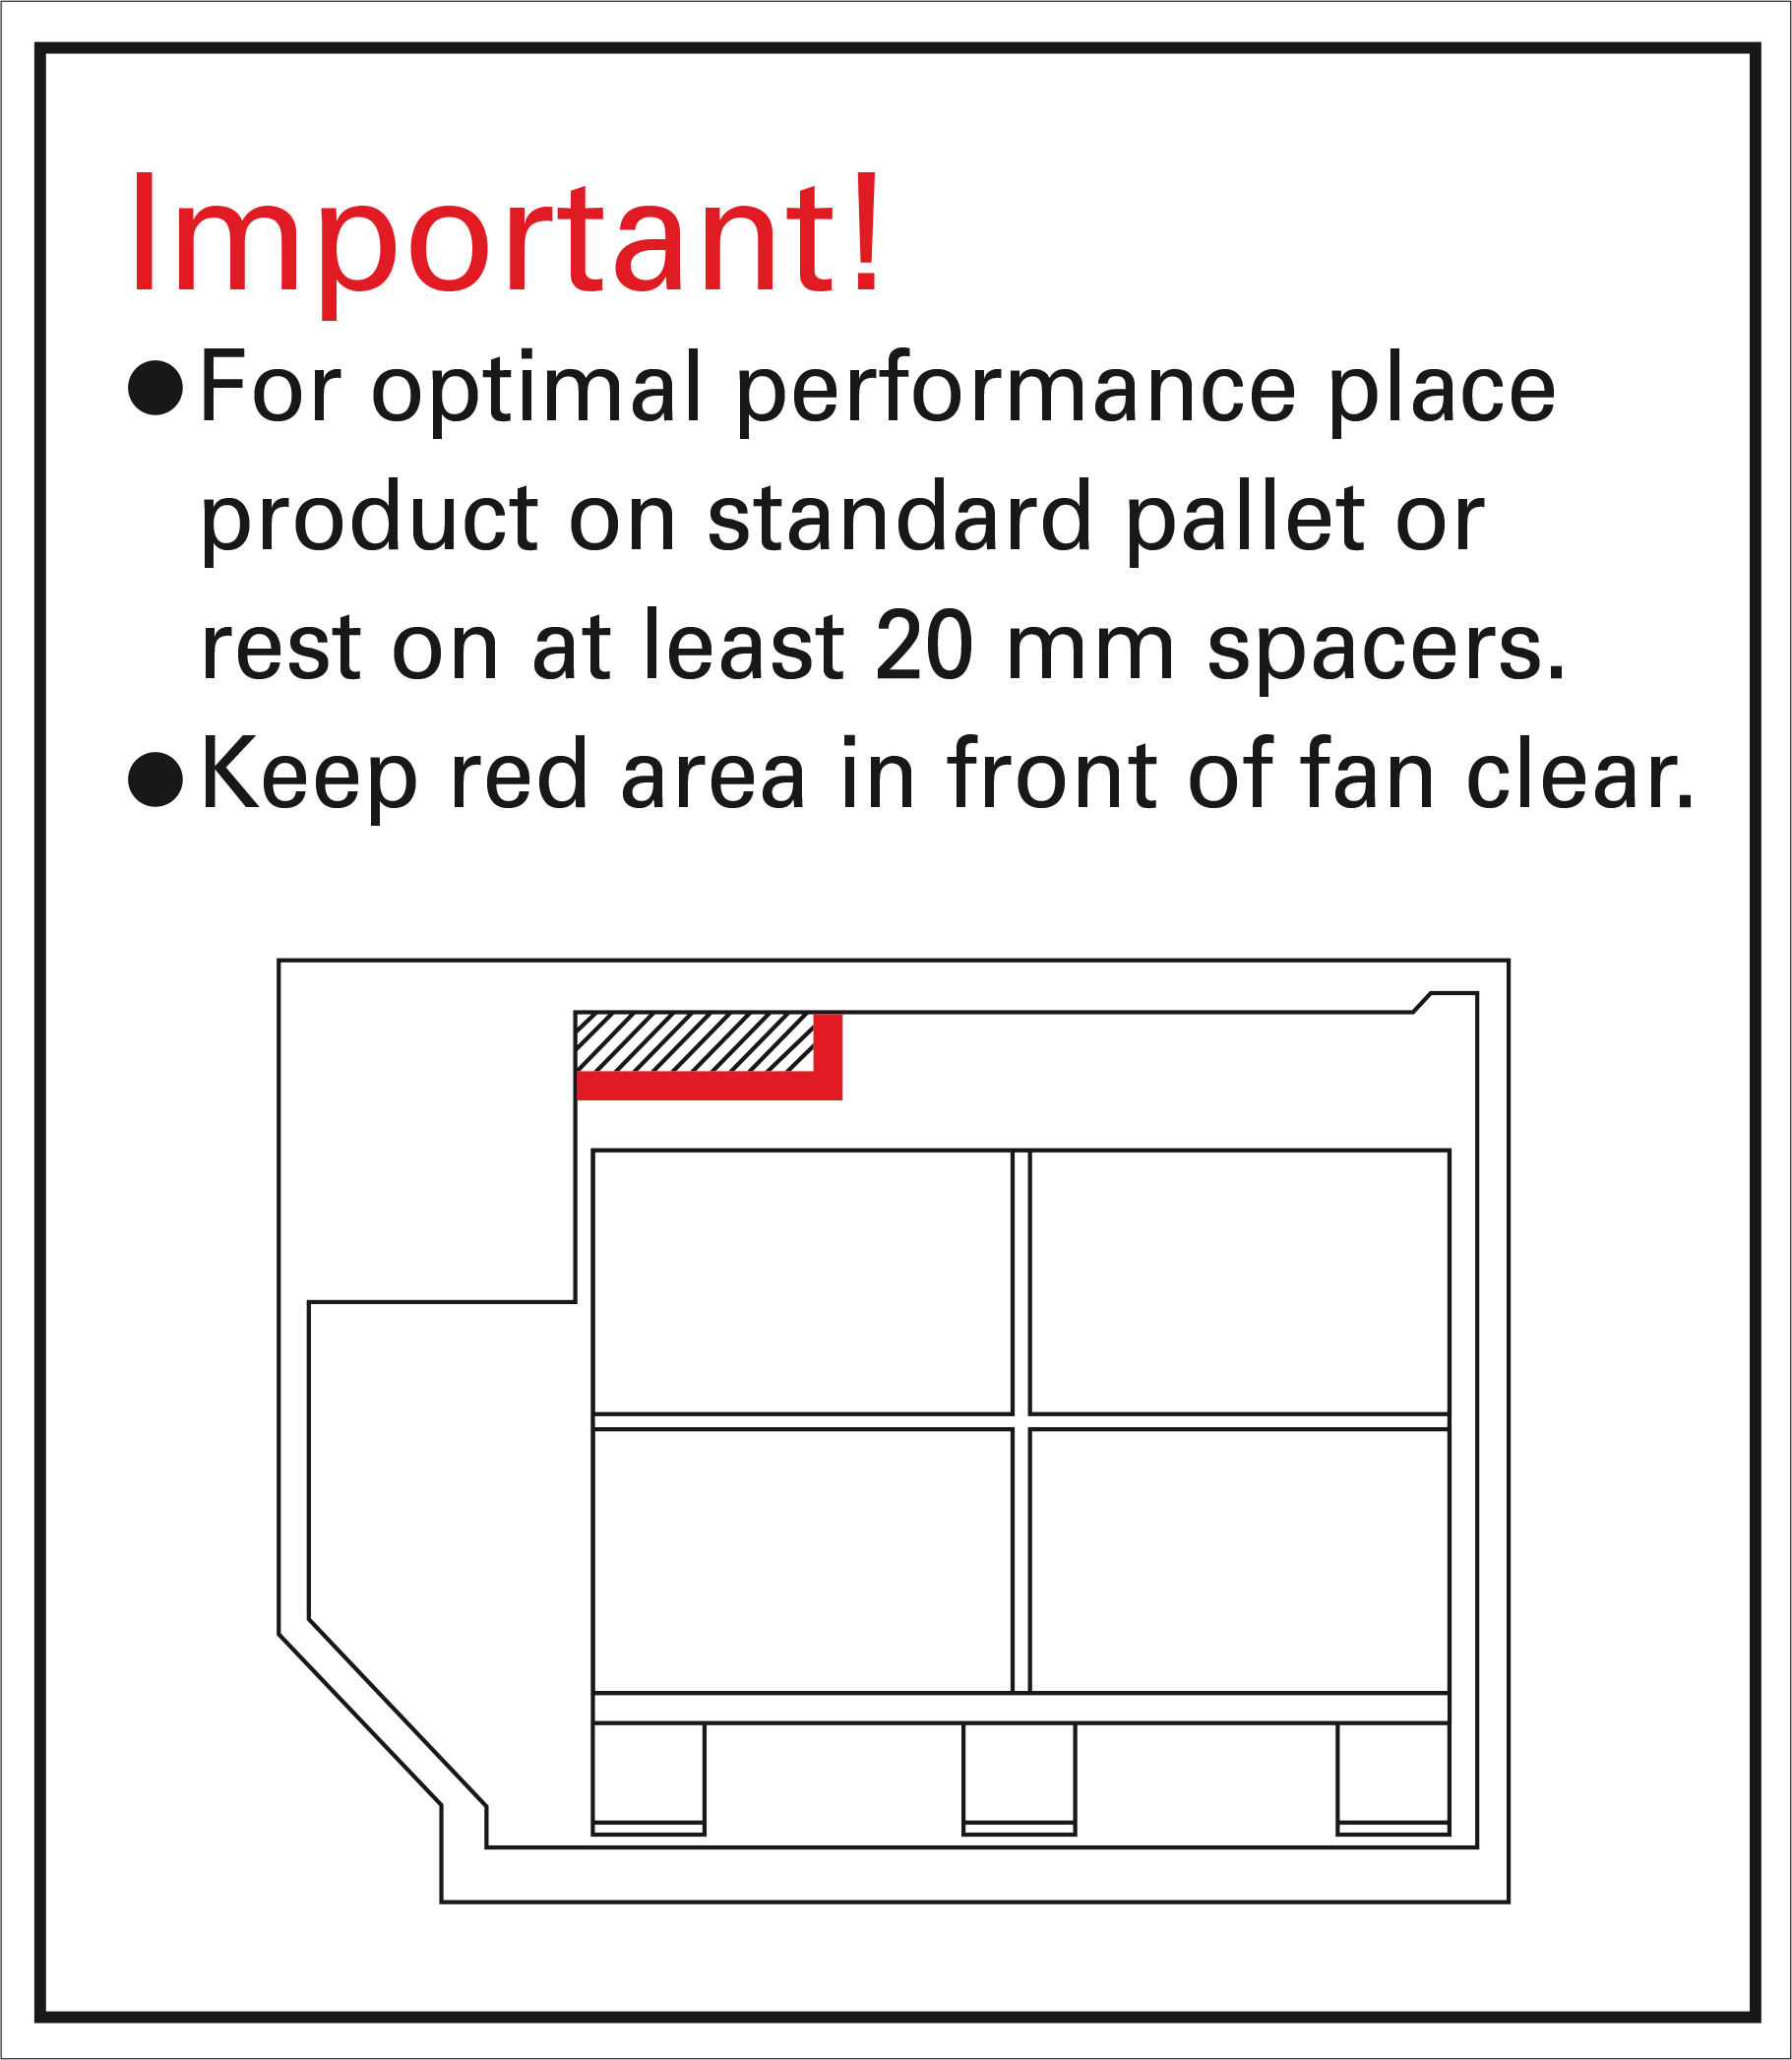 Important!
● For optimal performance place
product on standard pallet or
rest on at least 20 mm spacers.
● Keep red area in front of fan clear.